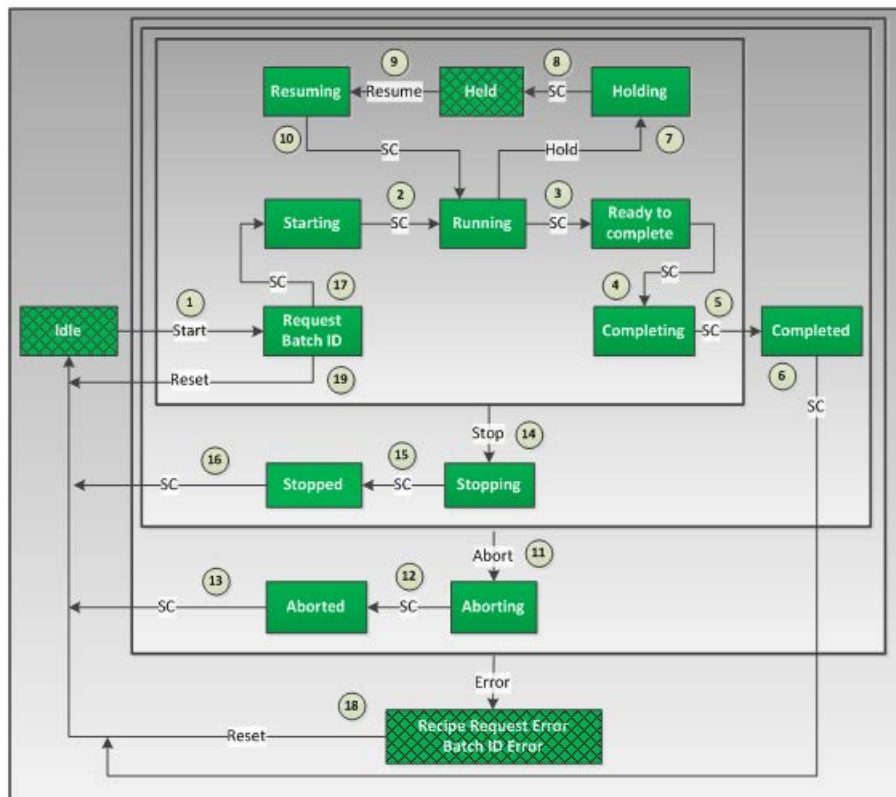 9
8
Resuming
Resume
Held
SC
Holding
10
SC
Hold
7
2
3
Starting
SC
Running
SC
Ready to
complete
SC
17
4
SC
5
1
Idle
Start
Request
Batch ID
Completing
SC
Completed
Reset
19
6
SC
Stop
14
16
15
SC
Stopped
SC
Stopping
Abort
11
13
12
SC
Aborted
SC
Aborting
Error
18
Reset
Recipe Request Error
Batch ID Error